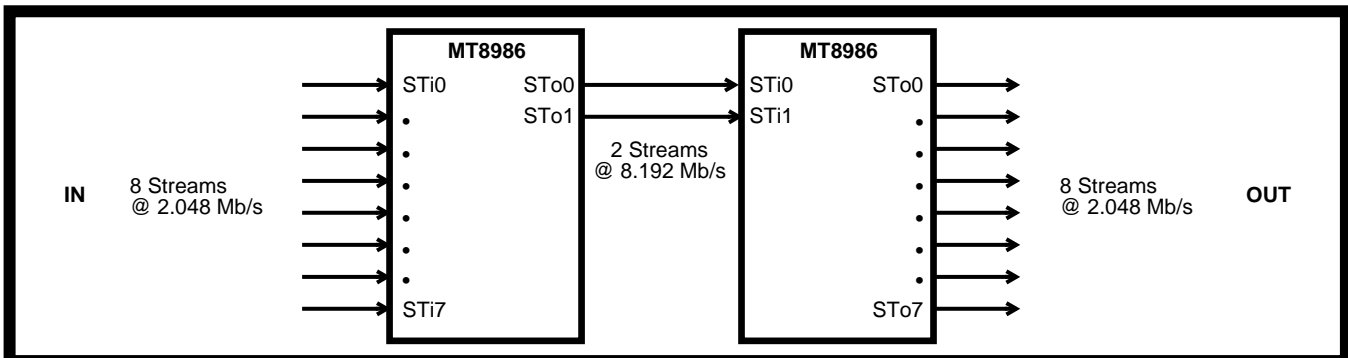 MT8986
MT8986
STi0 STo0
STi0 STo0
STo1
STi1
2 Streams
@ 8.192 Mb/s
IN
8 Streams
@ 2.048 Mb/s
8 Streams
@ 2.048 Mb/s
OUT
STi7
STo7